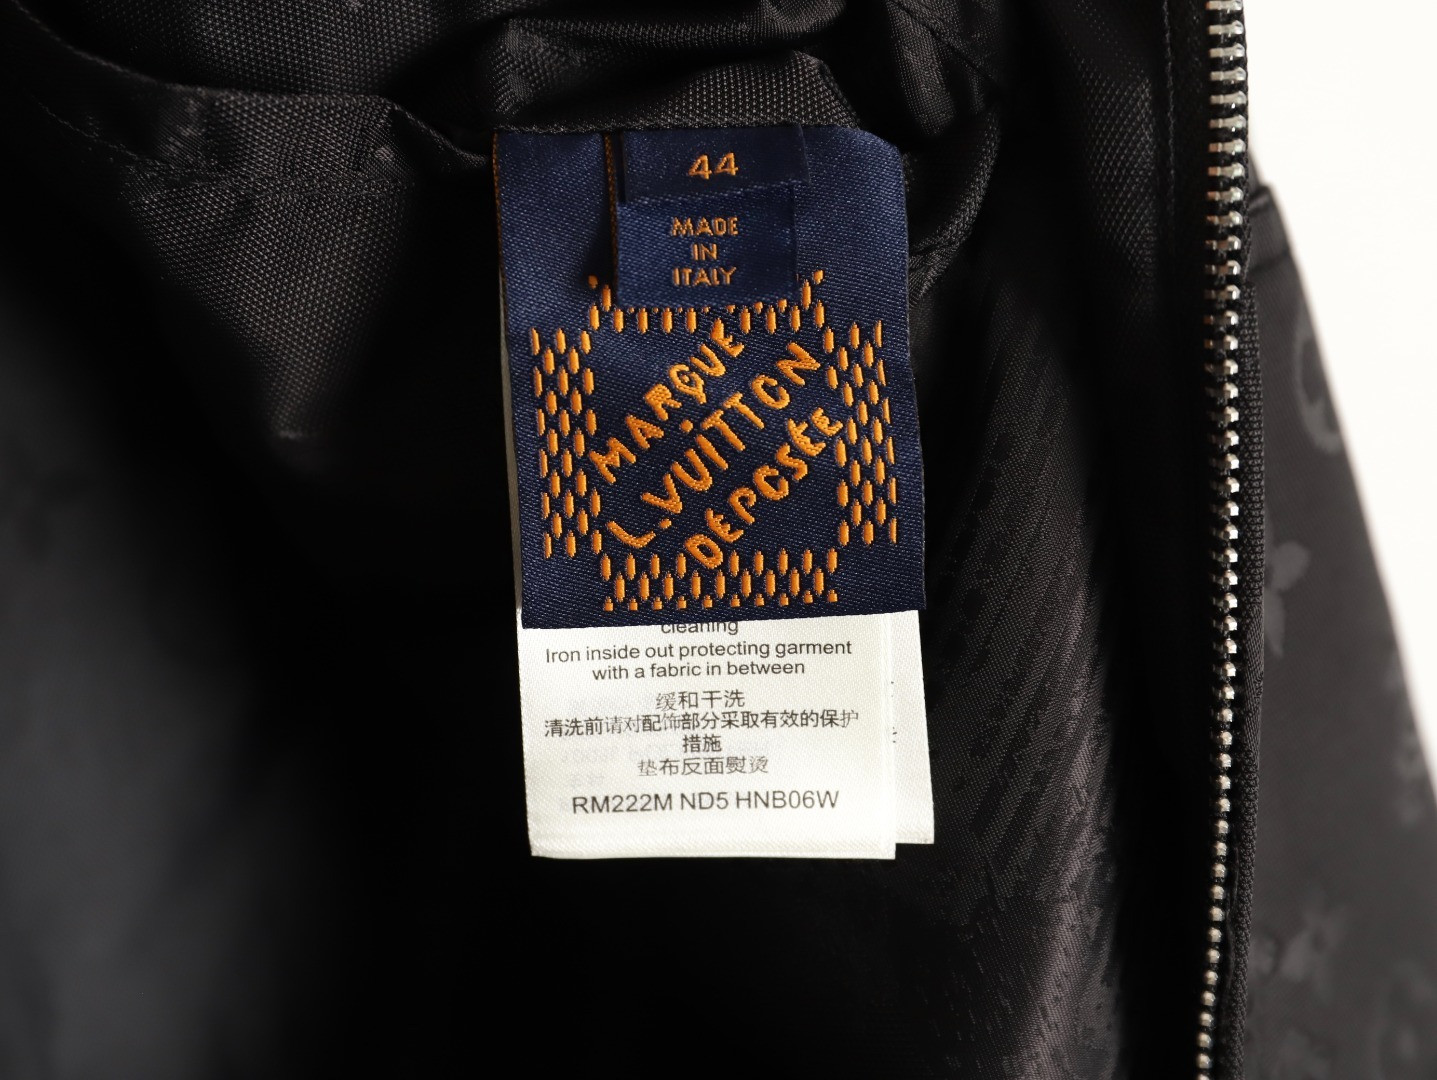 44
MADE
IN
ITALY
MARQUE
L.VUITTON
DÉPOSÉE
cleaning
Iron inside out protecting garment
with a fabric in between
缓和干洗
清洗前请对配饰部分采取有效的保护
措施
垫布反面熨烫
RM222M ND5 HNB06W